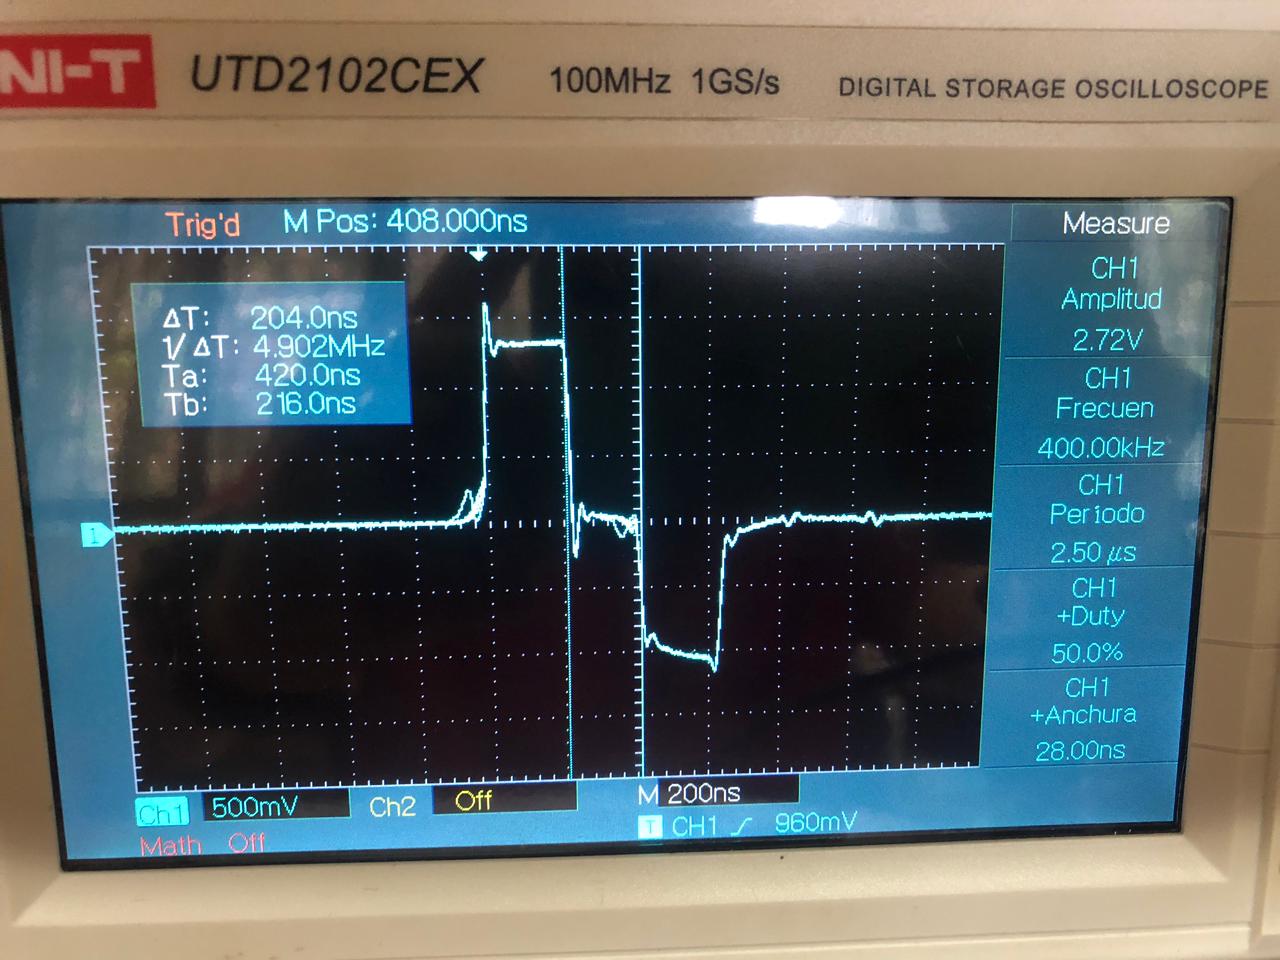 NI-T UTD2102CEX 100MHz 1GS/s DIGITAL STORAGE OSCILLOSCOPE
Trig'd M Pos: 408.000ns Measure
ΔT: 204.0ns
1/ΔT: 4.902MHz
Ta: 420.0ns
Tb: 216.0ns
CH1
Amplitud
2.72V
CH1
Frecuen
400.00kHz
CH1
Periodo
2.50 μs
CH1
+Duty
50.0%
CH1
+Anchura
28.00ns
1
Ch1 500mV Ch2 Off M 200ns
Math Off T CH1 960mV